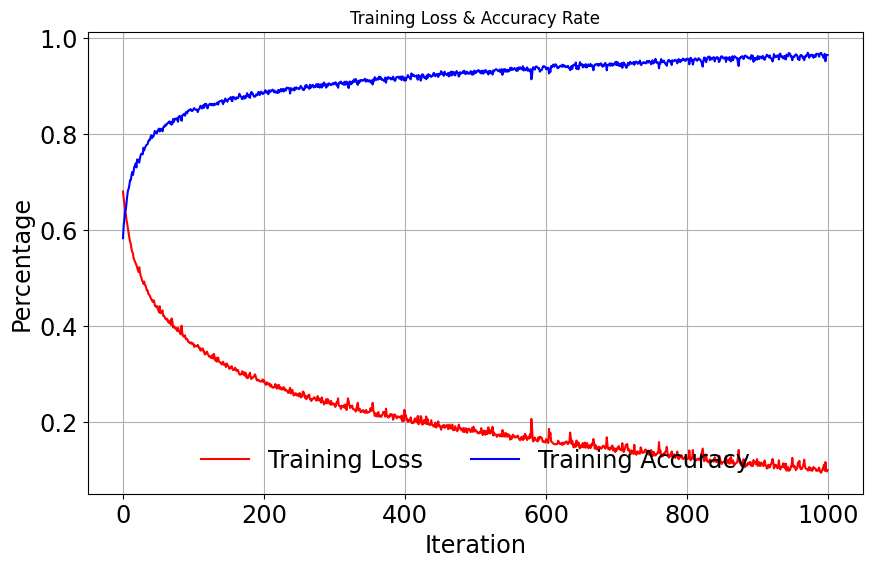 Training Loss & Accuracy Rate
1.0
0.8
0.6
0.4
0.2
Percentage
Training Loss Training Accuracy
0 200 400 600 800 1000
Iteration